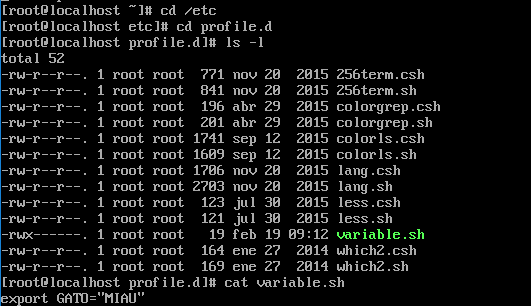 [root@localhost ~]# cd /etc
[root@localhost etc]# cd profile.d
[root@localhost profile.d]# ls -l
total 52
-rw-r--r--. 1 root root  771 nov 20  2015 256term.csh
-rw-r--r--. 1 root root  841 nov 20  2015 256term.sh
-rw-r--r--. 1 root root  196 abr 29  2015 colorgrep.csh
-rw-r--r--. 1 root root  201 abr 29  2015 colorgrep.sh
-rw-r--r--. 1 root root 1741 sep 12  2015 colorls.csh
-rw-r--r--. 1 root root 1609 sep 12  2015 colorls.sh
-rw-r--r--. 1 root root 1706 nov 20  2015 lang.csh
-rw-r--r--. 1 root root 2703 nov 20  2015 lang.sh
-rw-r--r--. 1 root root  123 jul 30  2015 less.csh
-rw-r--r--. 1 root root  121 jul 30  2015 less.sh
-rwx------. 1 root root   19 feb 19 09:12 variable.sh
-rw-r--r--. 1 root root  164 ene 27  2014 which2.csh
-rw-r--r--. 1 root root  169 ene 27  2014 which2.sh
[root@localhost profile.d]# cat variable.sh
export GATO="MIAU"